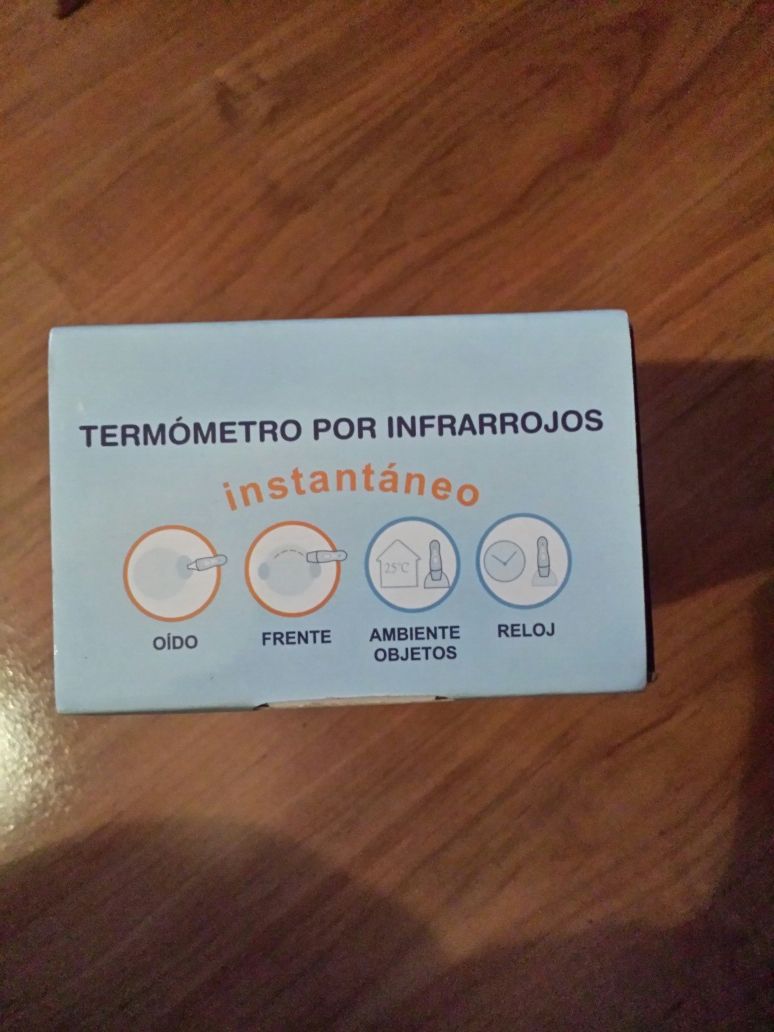 TERMÓMETRO POR INFRARROJOS
instantáneo
25°C
OÍDO
FRENTE
AMBIENTE
OBJETOS
RELOJ